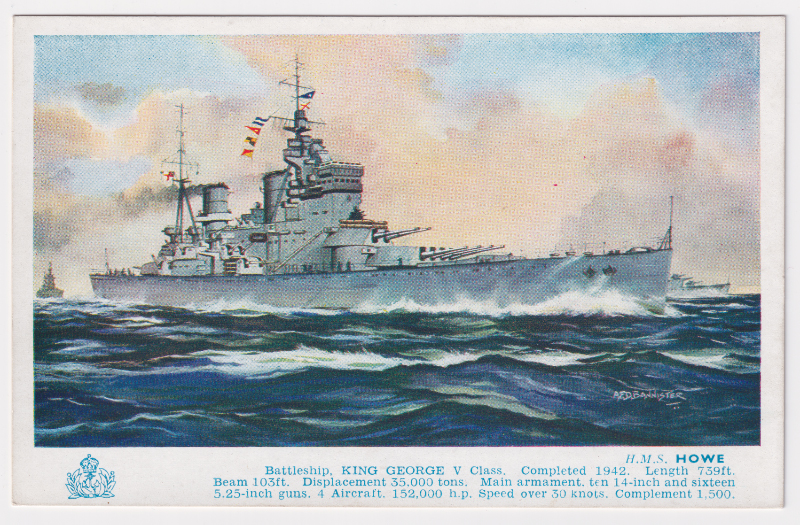 A.F.D.BANNISTER
H.M.S. HOWE
Battleship, KING GEORGE V Class. Completed 1942. Length 739ft.
Beam 103ft. Displacement 35,000 tons. Main armament, ten 14-inch and sixteen
5.25-inch guns. 4 Aircraft. 152,000 h.p. Speed over 30 knots. Complement 1,500.